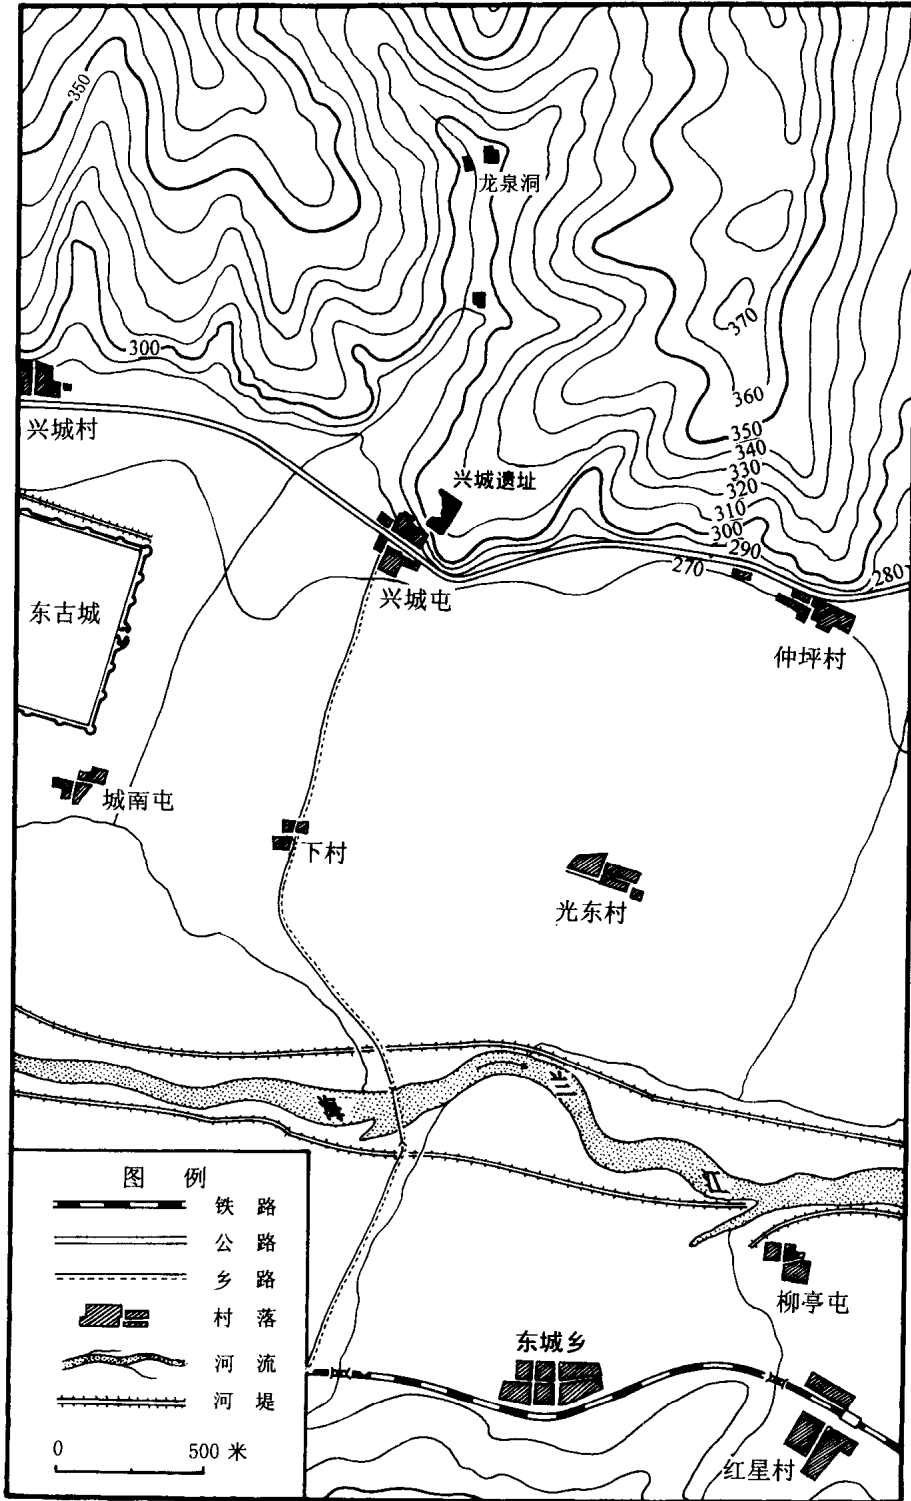 350
龙泉洞
370
300
兴城村
360
350
340
330
320
310
300
290
280
270
兴城遗址
兴城屯
东古城
仲坪村
城南屯
下村
光东村
海兰江
柳亭屯
东城乡
红星村
图 例
铁 路
公 路
乡 路
村 落
河 流
河 堤
0 500 米